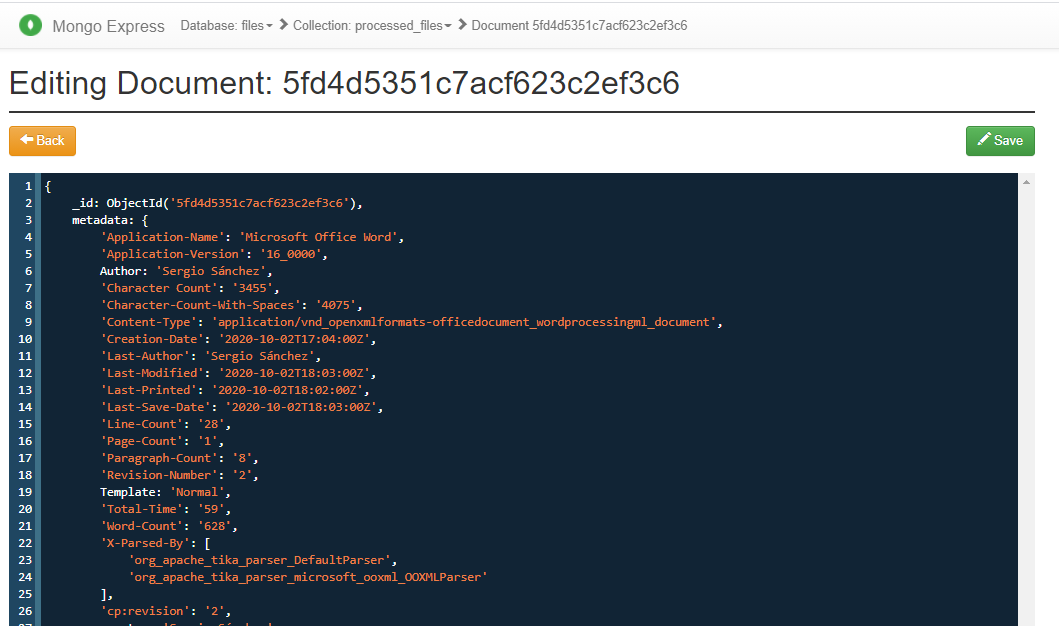 Mongo Express Database: files Collection: processed_files Document 5fd4d5351c7acf623c2ef3c6
Editing Document: 5fd4d5351c7acf623c2ef3c6
Back
Save
1 {
2 _id: ObjectId('5fd4d5351c7acf623c2ef3c6'),
3 metadata: {
4 'Application-Name': 'Microsoft Office Word',
5 'Application-Version': '16_0000',
6 Author: 'Sergio Sánchez',
7 'Character Count': '3455',
8 'Character-Count-With-Spaces': '4075',
9 'Content-Type': 'application/vnd_openxmlformats-officedocument_wordprocessingml_document',
10 'Creation-Date': '2020-10-02T17:04:00Z',
11 'Last-Author': 'Sergio Sánchez',
12 'Last-Modified': '2020-10-02T18:03:00Z',
13 'Last-Printed': '2020-10-02T18:02:00Z',
14 'Last-Save-Date': '2020-10-02T18:03:00Z',
15 'Line-Count': '28',
16 'Page-Count': '1',
17 'Paragraph-Count': '8',
18 'Revision-Number': '2',
19 Template: 'Normal',
20 'Total-Time': '59',
21 'Word-Count': '628',
22 'X-Parsed-By': [
23 'org_apache_tika_parser_DefaultParser',
24 'org_apache_tika_parser_microsoft_ooxml_OOXMLParser'
25 ],
26 'cp:revision': '2',